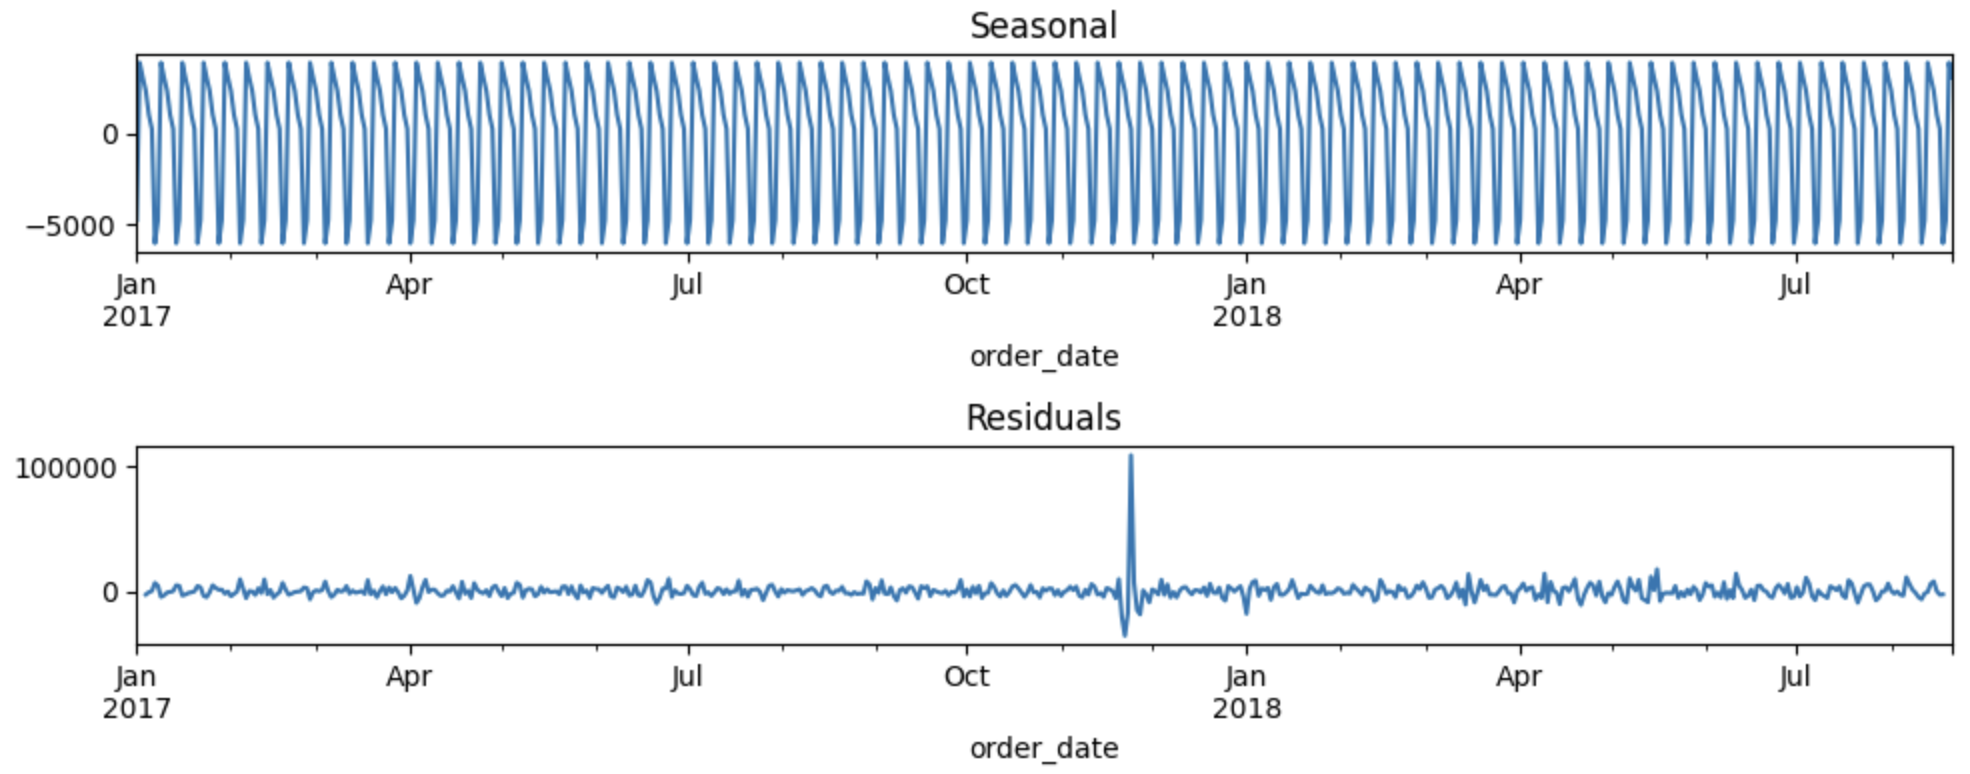 Seasonal
0
−5000
Jan Apr Jul Oct Jan Apr Jul
2017 2018
order_date
Residuals
100000
0
Jan Apr Jul Oct Jan Apr Jul
2017 2018
order_date